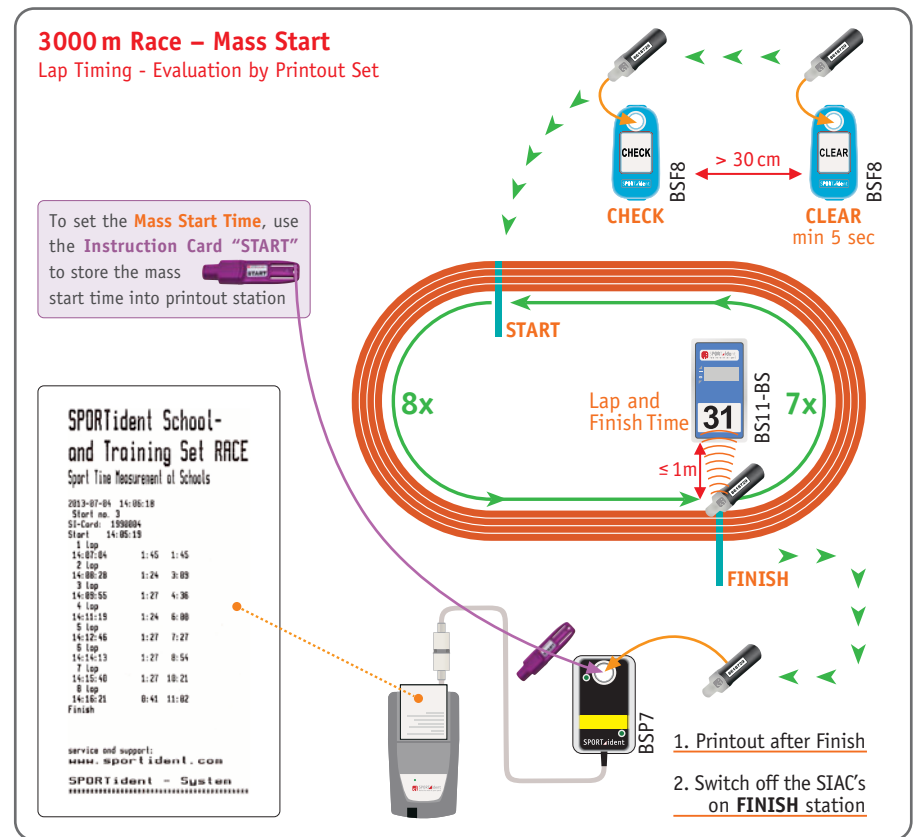 3000 m Race – Mass Start
Lap Timing - Evaluation by Printout Set
CHECK
SPORTident
BSF8
CHECK
> 30 cm
CLEAR
SPORTident
BSF8
CLEAR
min 5 sec
To set the Mass Start Time, use
the Instruction Card “START”
to store the mass
start time into printout station
START
START
8x
7x
Lap and
Finish Time
SPORTident
31
BS11-BS
≤ 1m
FINISH
SPORTident School-
and Training Set RACE
Sport Time Measurement at Schools
2013-07-04 14:06:18
Start no. 3
SI-Card: 1998004
Start 14:05:19
1 lap
14:07:04 1:45 1:45
2 lap
14:08:28 1:24 3:09
3 lap
14:09:55 1:27 4:36
4 lap
14:11:19 1:24 6:00
5 lap
14:12:46 1:27 7:27
6 lap
14:14:13 1:27 8:54
7 lap
14:15:40 1:27 10:21
8 lap
14:16:21 0:41 11:02
Finish
service and support:
www.sportident.com
SPORTident - System
SPORTident
SPORTident
BSP7
1. Printout after Finish
2. Switch off the SIAC’s
on FINISH station